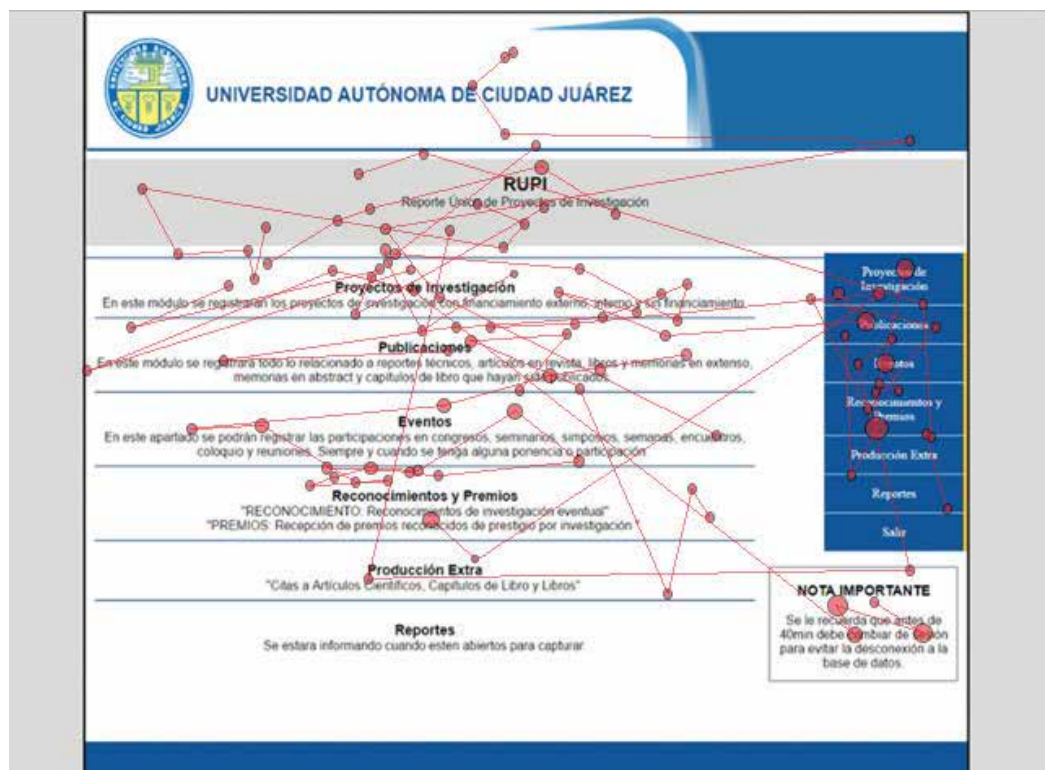 UNIVERSIDAD AUTÓNOMA DE CIUDAD JUÁREZ
RUPI
Reporte Único de Proyectos de Investigación
Proyectos de Investigación
En este módulo se registraran los proyectos de investigación con financiamiento externo, interno y sin financiamiento.
Publicaciones
En este módulo se registrará todo lo relacionado a reportes técnicos, artículos en revista, libros y memorias en extenso,
memorias en abstract y capítulos de libro que hayan sido publicados.
Eventos
En este apartado se podrán registrar las participaciones en congresos, seminarios, simposios, semanas, encuentros,
coloquio y reuniones. Siempre y cuando se tenga alguna ponencia o participación
Reconocimientos y Premios
"RECONOCIMIENTO: Reconocimientos de investigación eventual"
"PREMIOS: Recepción de premios reconocidos de prestigio por investigación "
Producción Extra
"Citas a Artículos Científicos, Capítulos de Libro y Libros"
Reportes
Se estara informando cuando esten abiertos para capturar.
Proyectos de
Investigación
Publicaciones
Eventos
Reconocimientos y
Premios
Producción Extra
Reportes
Salir
NOTA IMPORTANTE
Se le recuerda que antes de
40min debe cambiar de sesión
para evitar la desconexión a la
base de datos.